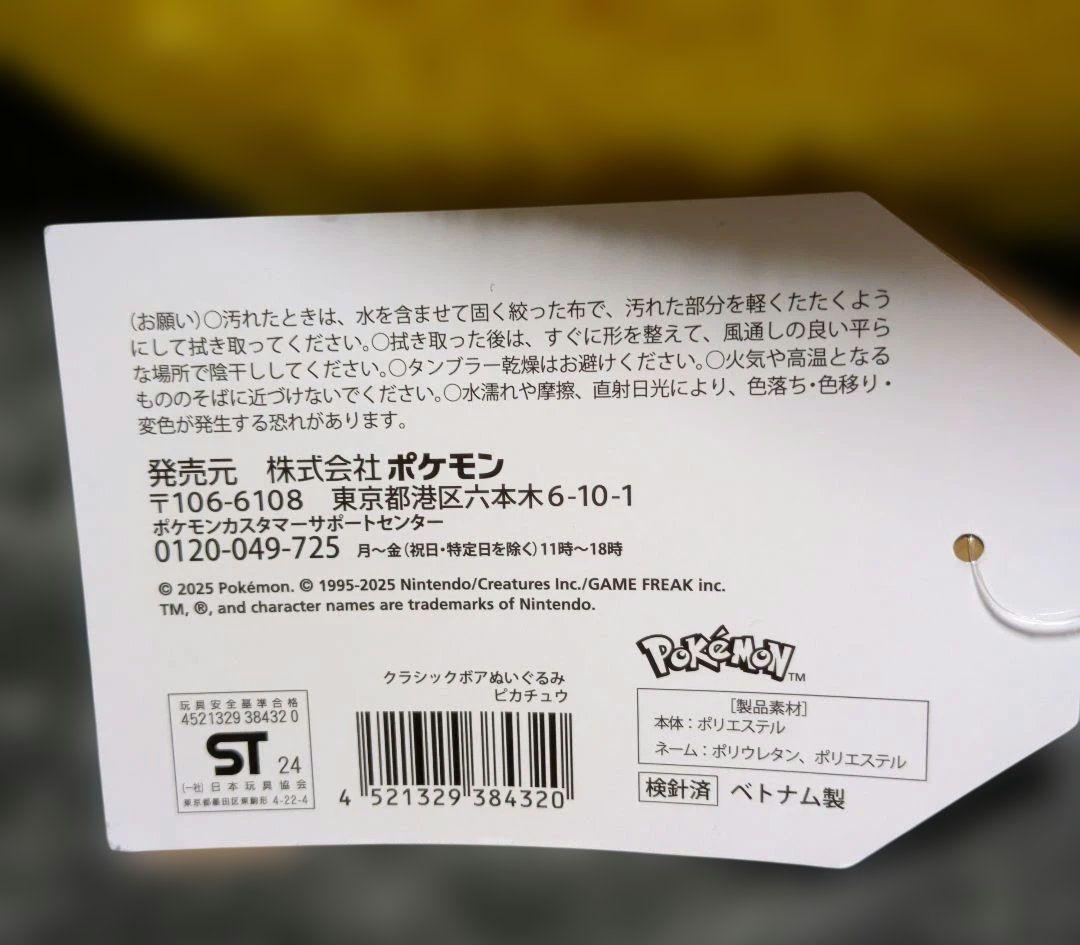 (お願い)○汚れたときは、水を含ませて固く絞った布で、汚れた部分を軽くたたくよう
にして拭き取ってください。○拭き取った後は、すぐに形を整えて、風通しの良い平ら
な場所で陰干ししてください。○タンブラー乾燥はお避けください。○火気や高温となる
もののそばに近づけないでください。○水濡れや摩擦、直射日光により、色落ち・色移り・
変色が発生する恐れがあります。
発売元 株式会社ポケモン
〒106-6108 東京都港区六本木6-10-1
ポケモンカスタマーサポートセンター
0120-049-725 月~金(祝日・特定日を除く)11時~18時
© 2025 Pokémon. © 1995-2025 Nintendo/Creatures Inc./GAME FREAK inc.
TM, ®, and character names are trademarks of Nintendo.
玩具安全基準合格
4521329 38432 0
ST 24
(一社)日本玩具協会
東京都墨田区東駒形 4-22-4
クラシックボアぬいぐるみ
ピカチュウ
4 521329 384320
POKéMON TM
[製品素材]
本体:ポリエステル
ネーム:ポリウレタン、ポリエステル
検針済 ベトナム製